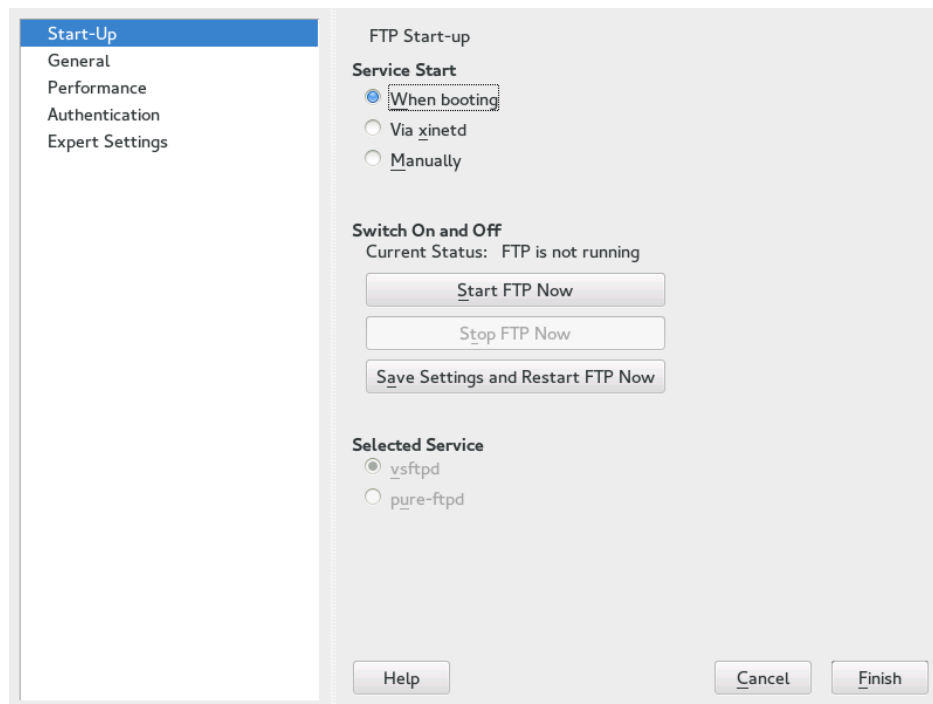 Start-Up
General
Performance
Authentication
Expert Settings
FTP Start-up
Service Start
When booting
Via xinetd
Manually
Switch On and Off
Current Status: FTP is not running
Start FTP Now
Stop FTP Now
Save Settings and Restart FTP Now
Selected Service
vsftpd
pure-ftpd
Help
Cancel
Finish